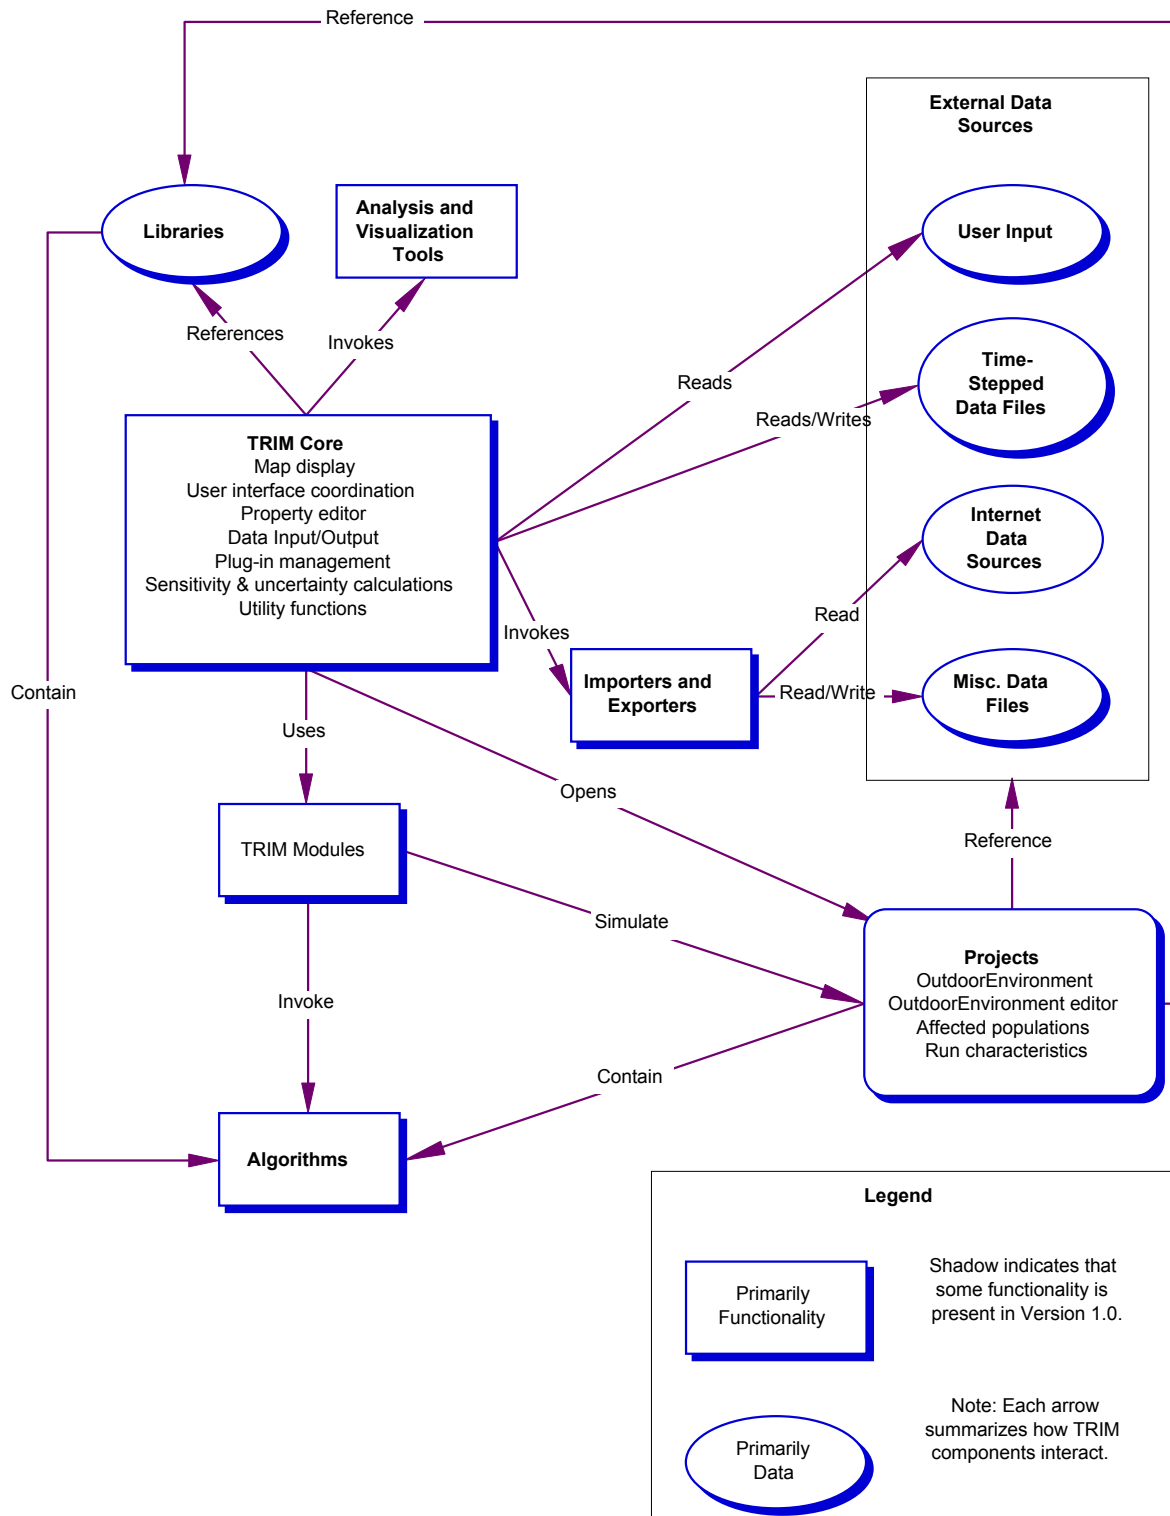 Reference
External Data
Sources
Libraries
Analysis and
Visualization
Tools
User Input
References
Invokes
Time-
Stepped
Data Files
Reads
Reads/Writes
TRIM Core
Map display
User interface coordination
Property editor
Data Input/Output
Plug-in management
Sensitivity & uncertainty calculations
Utility functions
Internet
Data
Sources
Read
Invokes
Importers and
Exporters
Read/Write
Misc. Data
Files
Contain
Uses
Opens
Reference
TRIM Modules
Simulate
Projects
OutdoorEnvironment
OutdoorEnvironment editor
Affected populations
Run characteristics
Invoke
Contain
Algorithms
Legend
Primarily
Functionality
Shadow indicates that
some functionality is
present in Version 1.0.
Primarily
Data
Note: Each arrow
summarizes how TRIM
components interact.